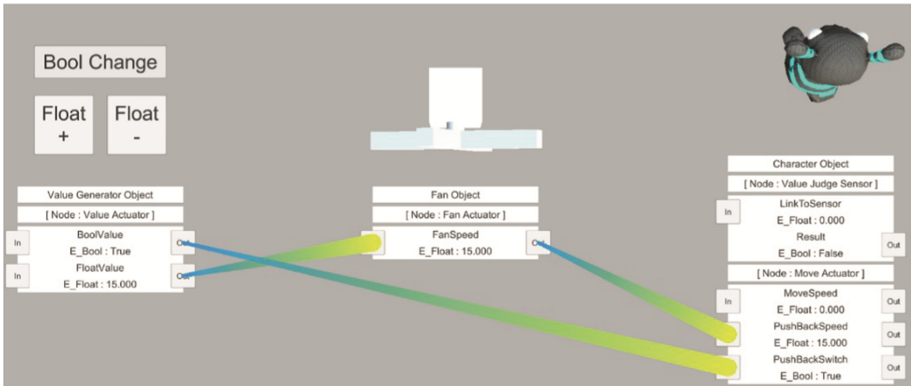 Bool Change
Float
+
Float
-
Value Generator Object
[ Node : Value Actuator ]
In
BoolValue
E_Bool : True
Out
In
FloatValue
E_Float : 15.000
Out
Fan Object
[ Node : Fan Actuator ]
FanSpeed
E_Float : 15.000
Out
Character Object
[ Node : Value Judge Sensor ]
In
LinkToSensor
E_Float : 0.000
Result
E_Bool : False
Out
[ Node : Move Actuator ]
In
MoveSpeed
E_Float : 0.000
Out
PushBackSpeed
E_Float : 15.000
Out
PushBackSwitch
E_Bool : True
Out